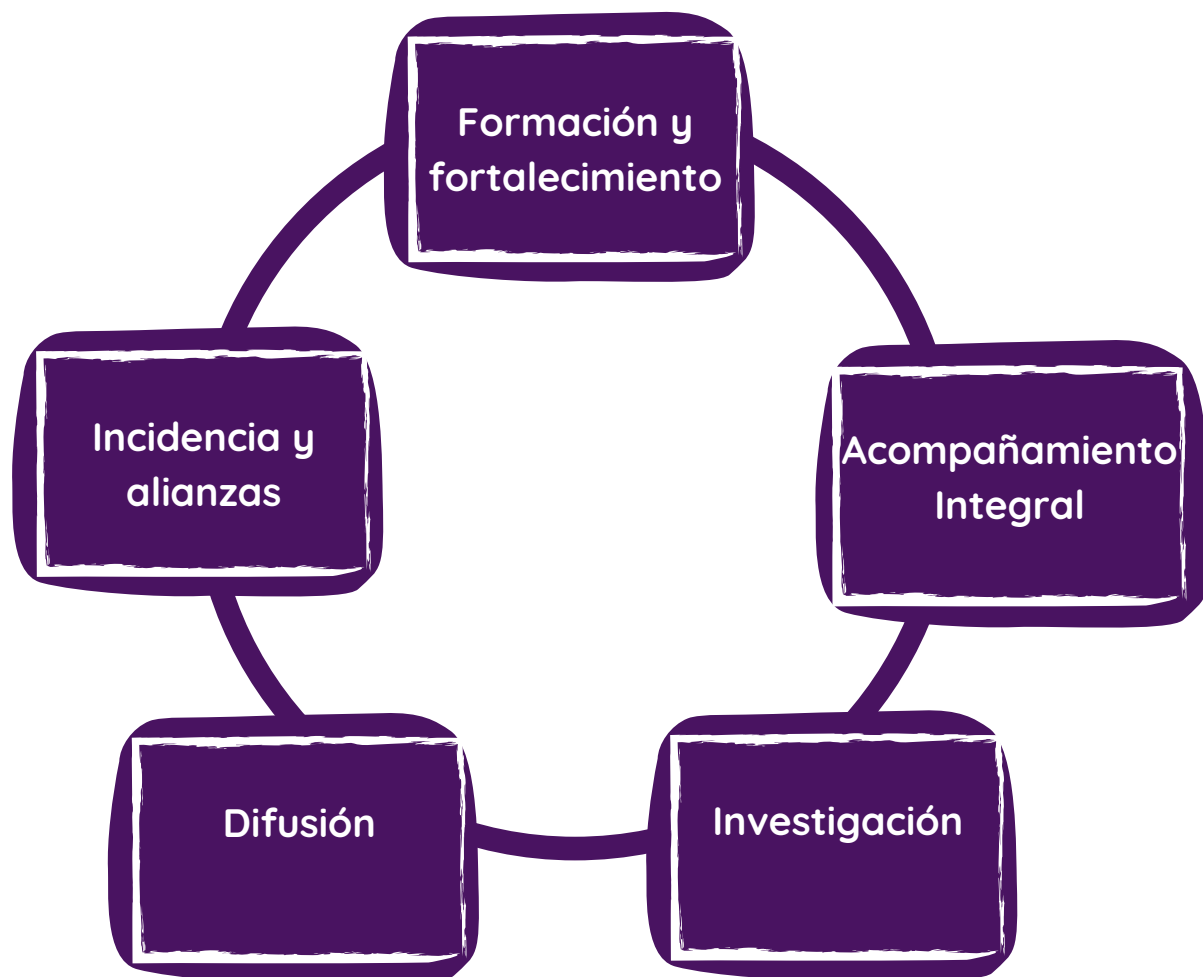 Formación y
fortalecimiento
Incidencia y
alianzas
Acompañamiento
Integral
Difusión
Investigación